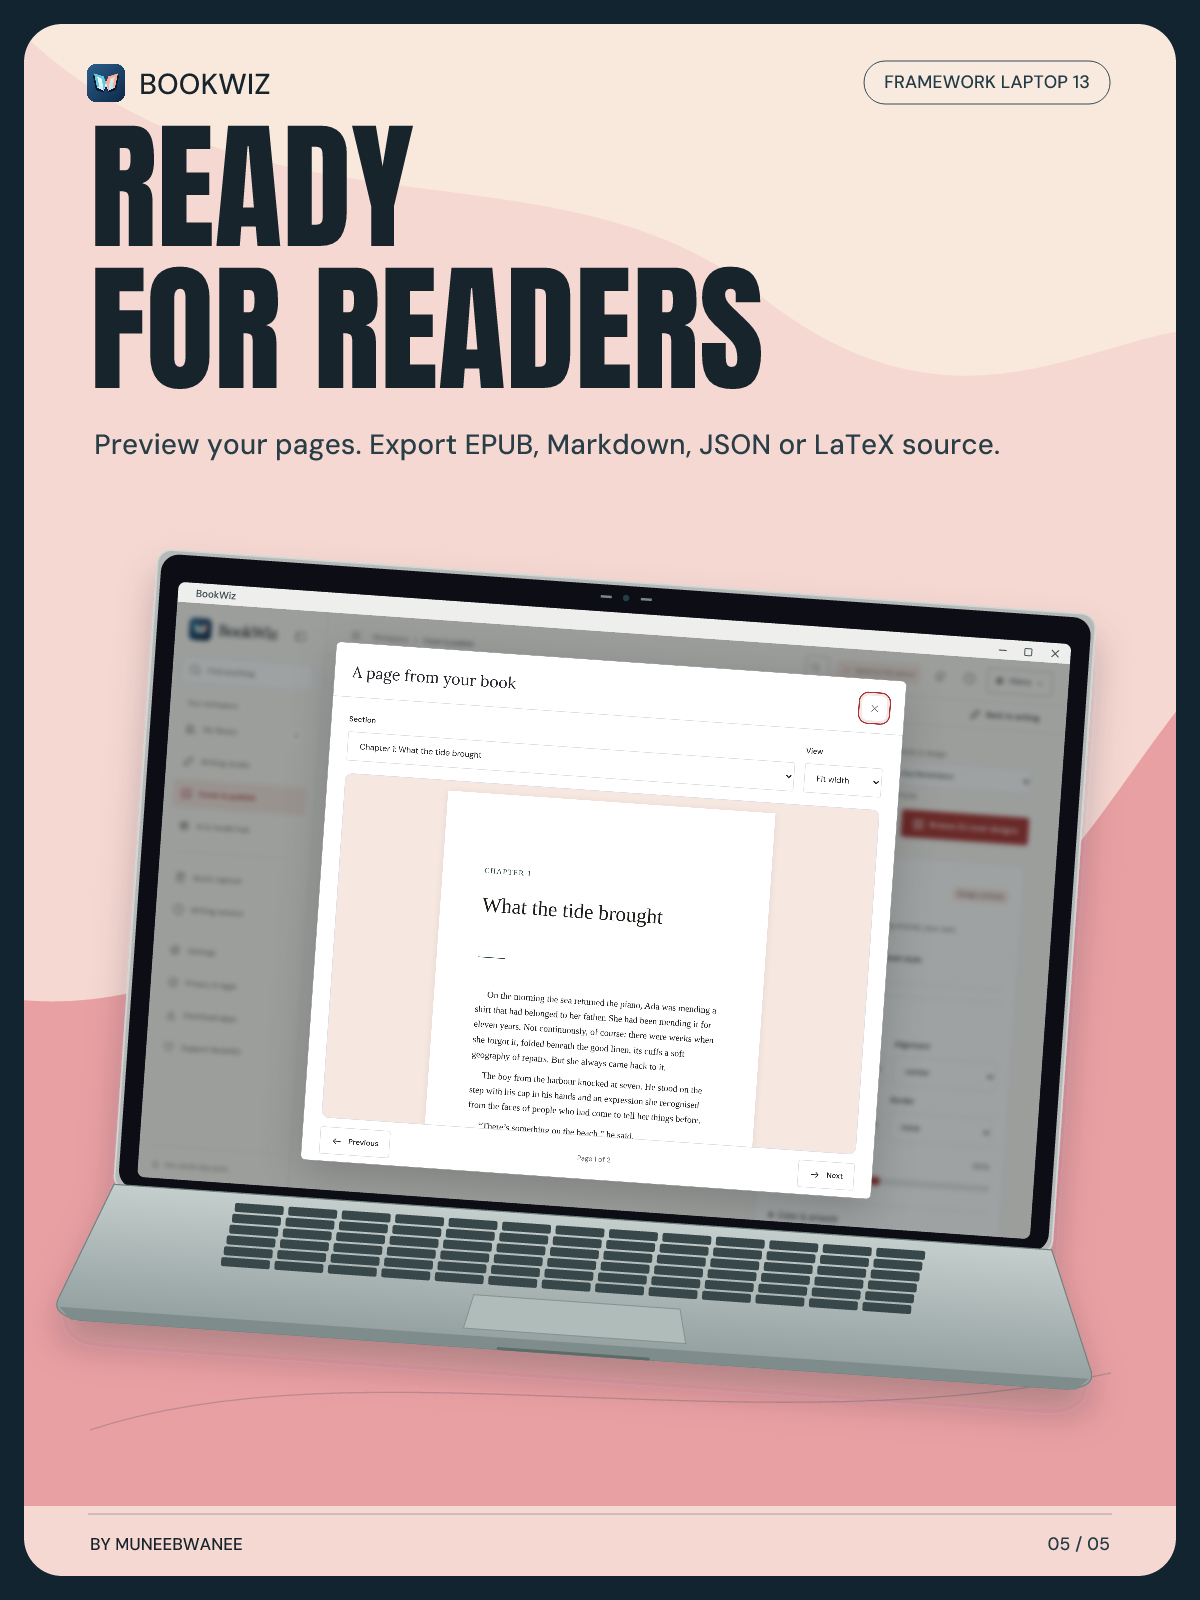 BOOKWIZ
FRAMEWORK LAPTOP 13
READY
FOR READERS
Preview your pages. Export EPUB, Markdown, JSON or LaTeX source.
BookWiz
BookWiz
A page from your book
Section
View
Chapter 1: What the tide brought
Fit width
CHAPTER 1
What the tide brought
On the morning the sea returned the piano, Ada was mending a
shirt that had belonged to her father. She had been mending it for
eleven years. Not continuously, of course: there were weeks when
she forgot it, folded beneath the good linen, its cuffs a soft
geography of repairs. But she always came back to it.
The boy from the harbour knocked at seven. He stood on the
step with his cap in his hands and an expression she recognised
from the faces of people who had come to tell her things before.
“There’s something on the beach,” he said.
Previous
Page 1 of 2
Next
BY MUNEEBWANEE
05 / 05